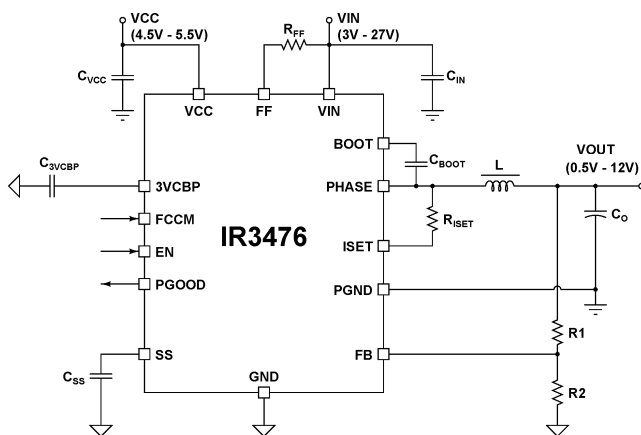 VCC
(4.5V - 5.5V)
VIN
(3V - 27V)
RFF
CVCC
CIN
VCC
FF
VIN
BOOT
CBOOT
L
VOUT
(0.5V - 12V)
C3VCBP
3VCBP
PHASE
FCCM
RISET
CO
IR3476
EN
ISET
PGOOD
PGND
R1
SS
FB
CSS
GND
R2